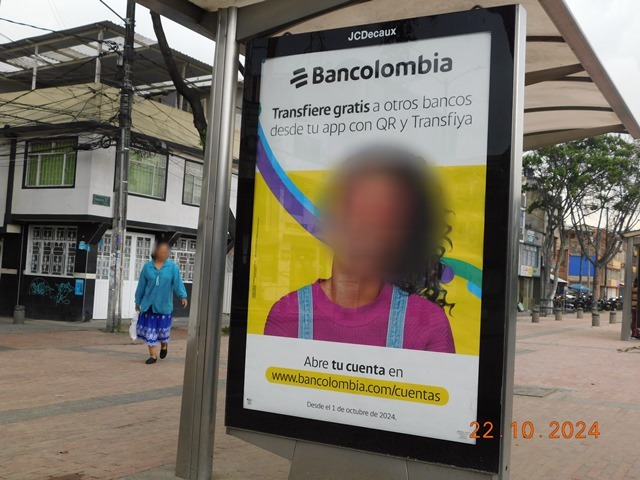 JCDecaux
Bancolombia
Transfiere gratis a otros bancos
desde tu app con QR y Transfiya
Abre tu cuenta en
www.bancolombia.com/cuentas
Desde el 1 de octubre de 2024.
22 10 2024